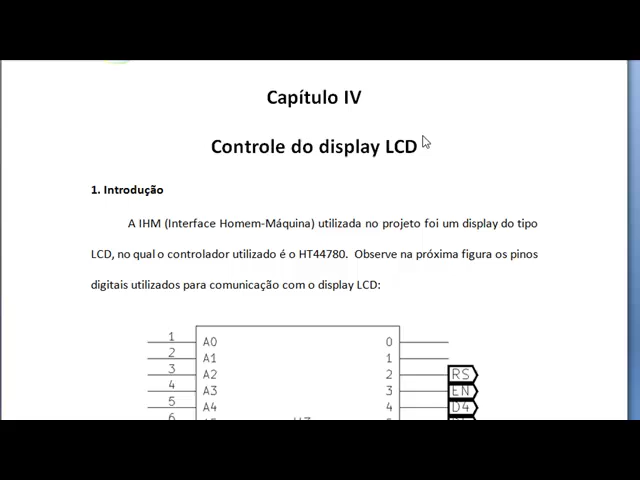 Capítulo IV
Controle do display LCD
1. Introdução
A IHM (Interface Homem-Máquina) utilizada no projeto foi um display do tipo
LCD, no qual o controlador utilizado é o HT44780. Observe na próxima figura os pinos
digitais utilizados para comunicação com o display LCD:
1 A0 0
2 A1 1
3 A2 2 RS
4 A3 3 EN
5 A4 4 D4